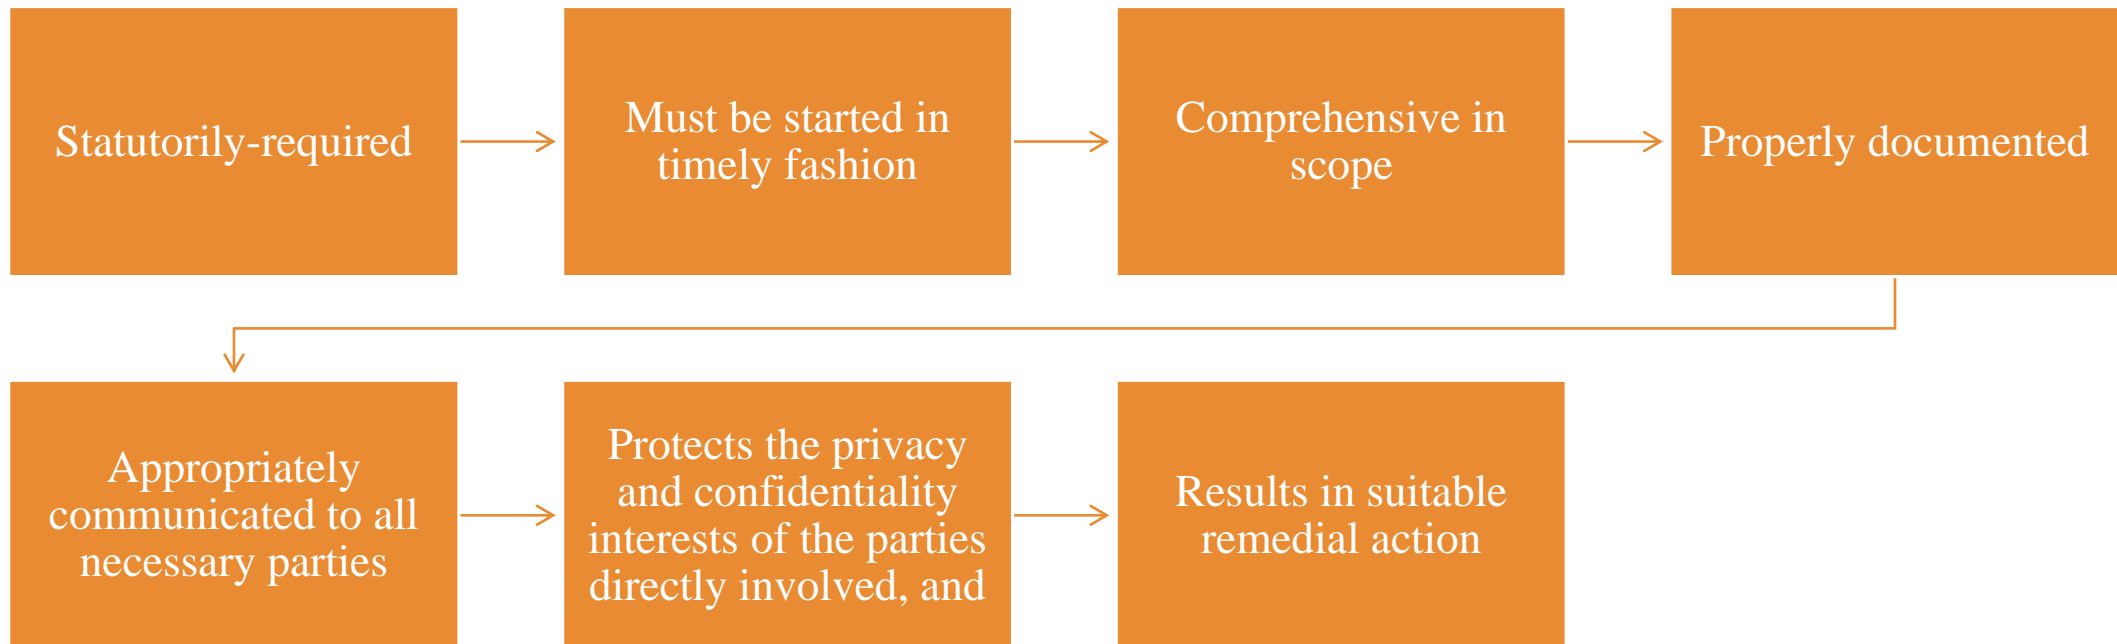 Statutorily-required
Must be started in
timely fashion
Comprehensive in
scope
Properly documented
Appropriately
communicated to all
necessary parties
Protects the privacy
and confidentiality
interests of the parties
directly involved, and
Results in suitable
remedial action